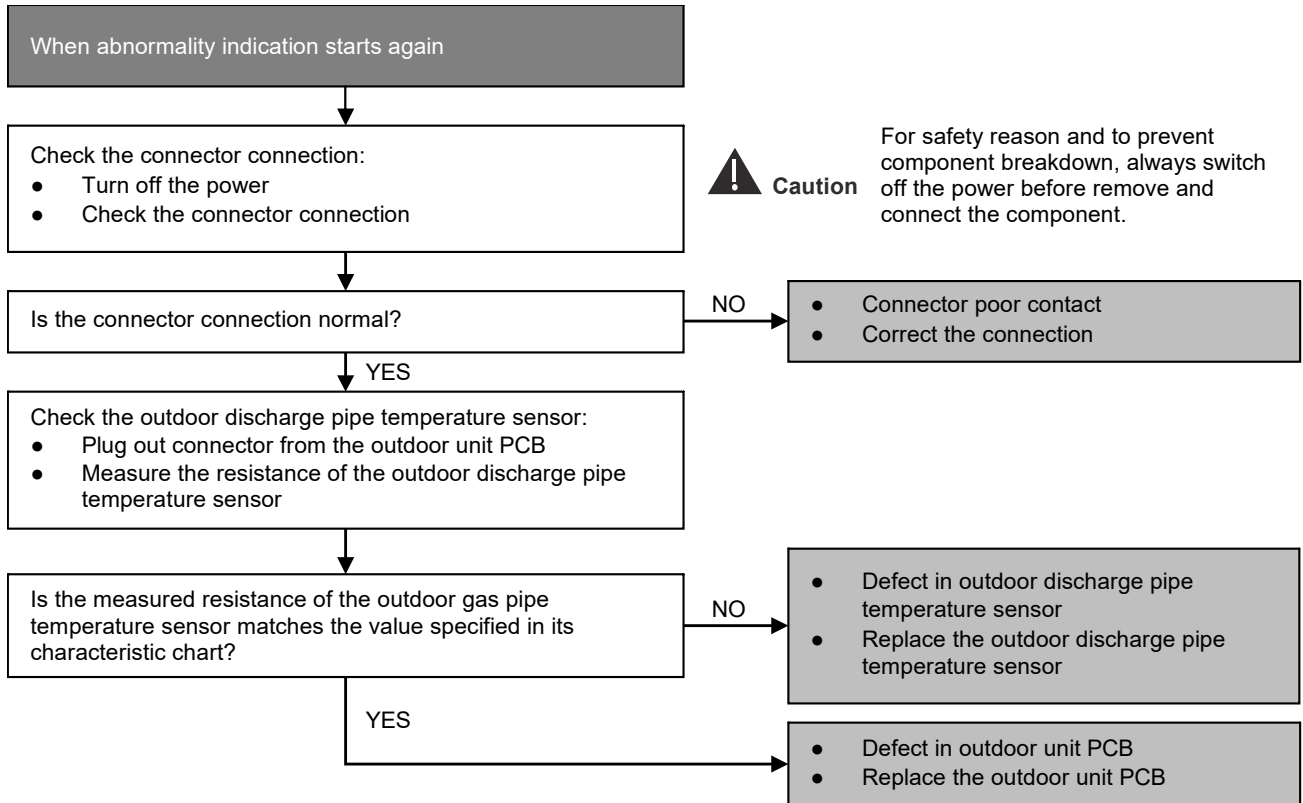 When abnormality indication starts again
Check the connector connection:
● Turn off the power
● Check the connector connection
Caution
For safety reason and to prevent
component breakdown, always switch
off the power before remove and
connect the component.
Is the connector connection normal?
NO
● Connector poor contact
● Correct the connection
YES
Check the outdoor discharge pipe temperature sensor:
● Plug out connector from the outdoor unit PCB
● Measure the resistance of the outdoor discharge pipe
temperature sensor
Is the measured resistance of the outdoor gas pipe
temperature sensor matches the value specified in its
characteristic chart?
NO
● Defect in outdoor discharge pipe
temperature sensor
● Replace the outdoor discharge pipe
temperature sensor
YES
● Defect in outdoor unit PCB
● Replace the outdoor unit PCB